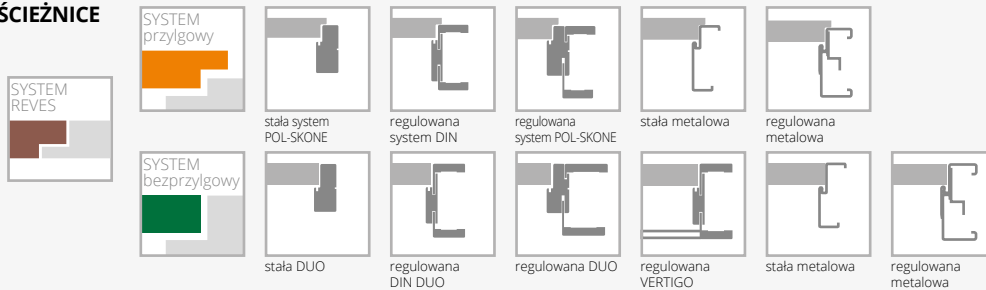 ŚCIEŻNICE
SYSTEM
REVES
SYSTEM
przylgowy
stała system
POL-SKONE
regulowana
system DIN
regulowana
system POL-SKONE
stała metalowa
regulowana
metalowa
SYSTEM
bezprzylgowy
stała DUO
regulowana
DIN DUO
regulowana DUO
regulowana
VERTIGO
stała metalowa
regulowana
metalowa